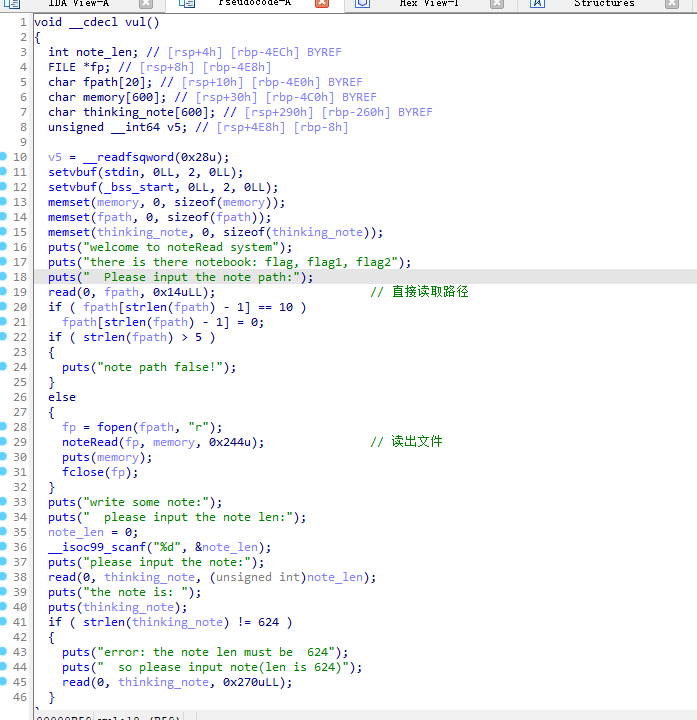 IDA View-A Pseudocode-A Hex View-1 Structures
1 void __cdecl vul()
2 {
3 int note_len; // [rsp+4h] [rbp-4ECh] BYREF
4 FILE *fp; // [rsp+8h] [rbp-4E8h]
5 char fpath[20]; // [rsp+10h] [rbp-4E0h] BYREF
6 char memory[600]; // [rsp+30h] [rbp-4C0h] BYREF
7 char thinking_note[600]; // [rsp+290h] [rbp-260h] BYREF
8 unsigned __int64 v5; // [rsp+4E8h] [rbp-8h]
9
10 v5 = __readfsqword(0x28u);
11 setvbuf(stdin, 0LL, 2, 0LL);
12 setvbuf(_bss_start, 0LL, 2, 0LL);
13 memset(memory, 0, sizeof(memory));
14 memset(fpath, 0, sizeof(fpath));
15 memset(thinking_note, 0, sizeof(thinking_note));
16 puts("welcome to noteRead system");
17 puts("there is there notebook: flag, flag1, flag2");
18 puts("  Please input the note path:");
19 read(0, fpath, 0x14uLL); // 直接读取路径
20 if ( fpath[strlen(fpath) - 1] == 10 )
21 fpath[strlen(fpath) - 1] = 0;
22 if ( strlen(fpath) > 5 )
23 {
24 puts("note path false!");
25 }
26 else
27 {
28 fp = fopen(fpath, "r");
29 noteRead(fp, memory, 0x244u); // 读出文件
30 puts(memory);
31 fclose(fp);
32 }
33 puts("write some note:");
34 puts("  please input the note len:");
35 note_len = 0;
36 __isoc99_scanf("%d", &note_len);
37 puts("please input the note:");
38 read(0, thinking_note, (unsigned int)note_len);
39 puts("the note is: ");
40 puts(thinking_note);
41 if ( strlen(thinking_note) != 624 )
42 {
43 puts("error: the note len must be  624");
44 puts("  so please input note(len is 624)");
45 read(0, thinking_note, 0x270uLL);
46 }